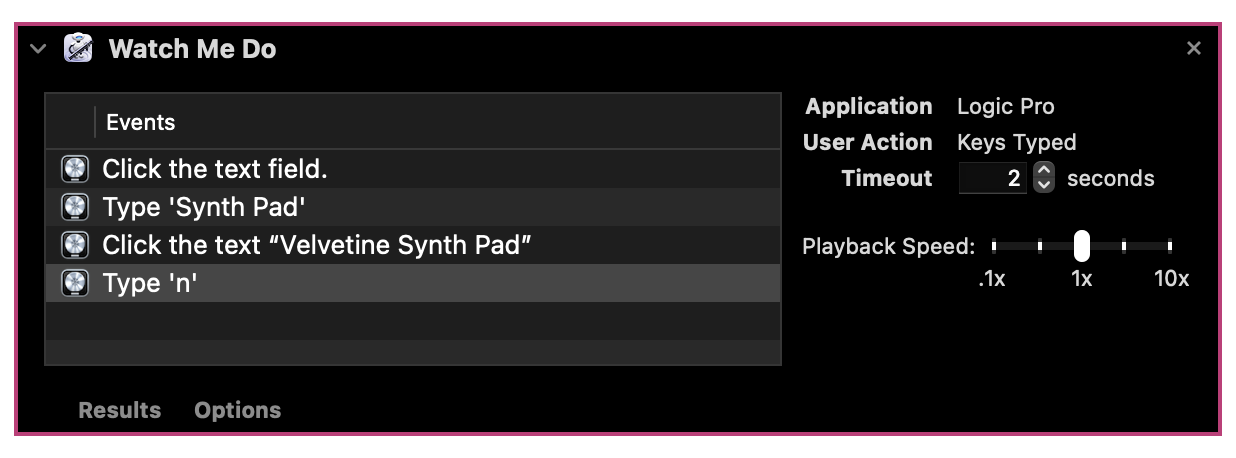 Watch Me Do
Events
Click the text field.
Type 'Synth Pad'
Click the text “Velvetine Synth Pad”
Type 'n'
Application Logic Pro
User Action Keys Typed
Timeout 2 seconds
Playback Speed:
.1x 1x 10x
Results Options